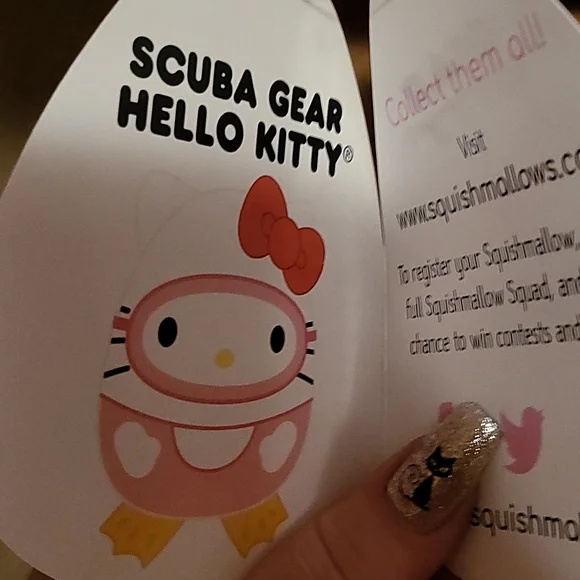 SCUBA GEAR
HELLO KITTY®
Collect them all!
Visit
www.squishmallows.co
To register your Squishmallow,
full Squishmallow Squad, and
chance to win contests and
squishmal